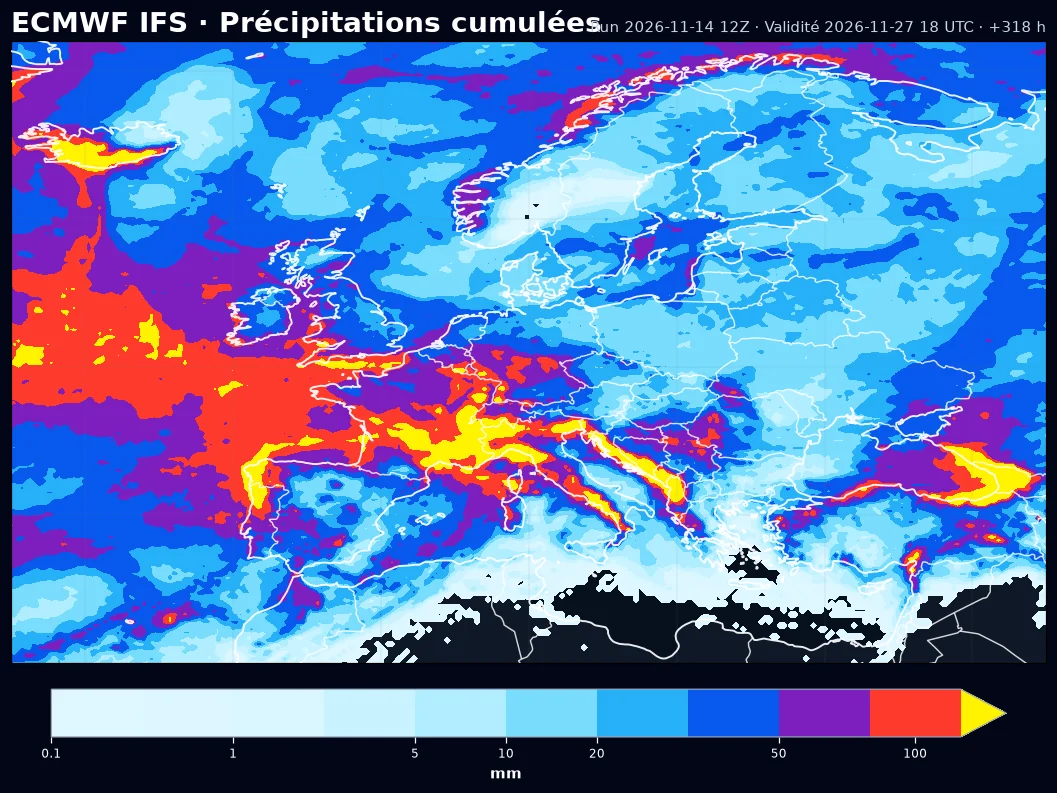 ECMWF IFS · Précipitations cumulées
Run 2026-11-14 12Z · Validité 2026-11-27 18 UTC · +318 h
0.1 1 5 10 20 50 100
mm